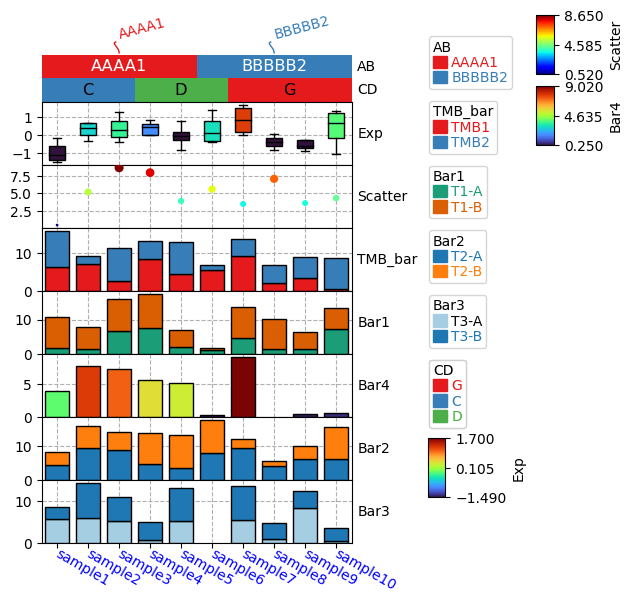 AAAA1
BBBBB2
AAAA1
BBBBB2
AB
C
D
G
CD
1
0
−1
Exp
7.5
5.0
2.5
Scatter
10
0
TMB_bar
10
0
Bar1
5
0
Bar4
10
0
Bar2
10
0
Bar3
sample1
sample2
sample3
sample4
sample5
sample6
sample7
sample8
sample9
sample10
AB
AAAA1
BBBBB2
TMB_bar
TMB1
TMB2
Bar1
T1-A
T1-B
Bar2
T2-A
T2-B
Bar3
T3-A
T3-B
CD
G
C
D
1.700
0.105
−1.490
Exp
8.650
4.585
0.520
Scatter
9.020
4.635
0.250
Bar4